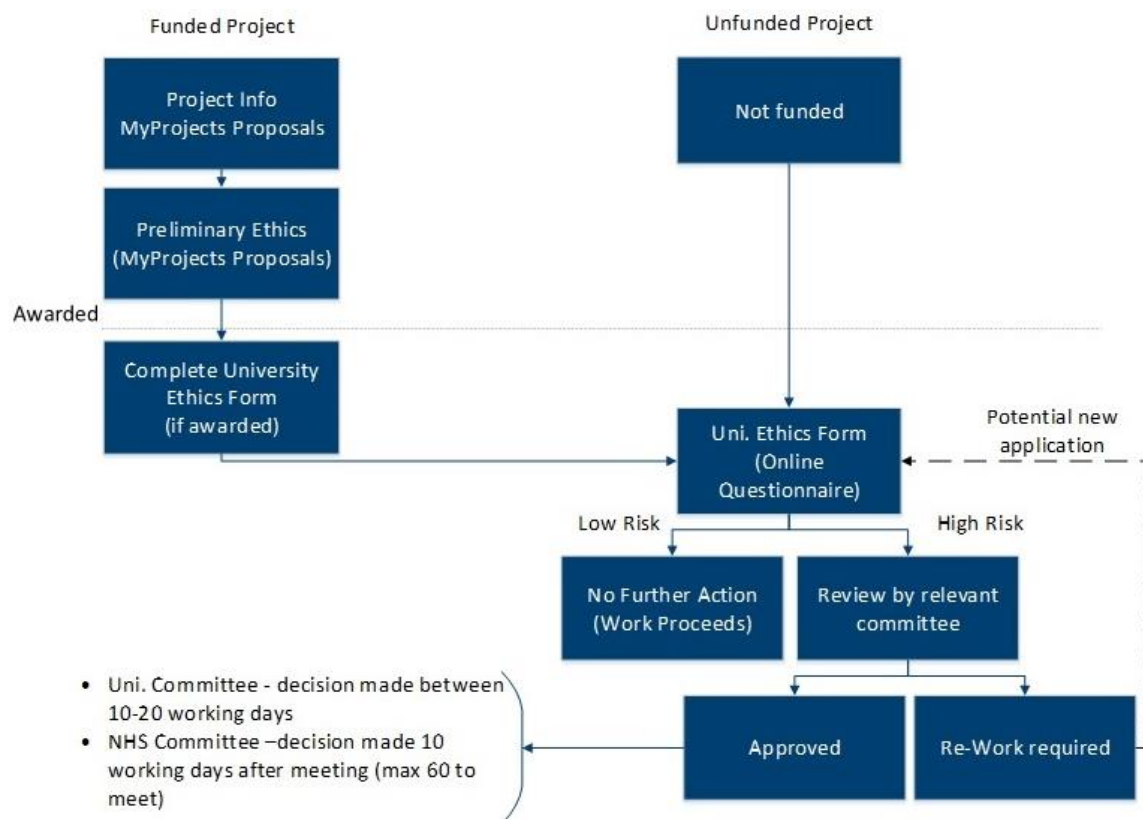 Funded Project
Unfunded Project
Project Info
MyProjects Proposals
Not funded
Preliminary Ethics
(MyProjects Proposals)
Awarded
Complete University
Ethics Form
(if awarded)
Uni. Ethics Form
(Online
Questionnaire)
Potential new
application
Low Risk
High Risk
No Further Action
(Work Proceeds)
Review by relevant
committee
• Uni. Committee - decision made between
10-20 working days
• NHS Committee –decision made 10
working days after meeting (max 60 to
meet)
Approved
Re-Work required